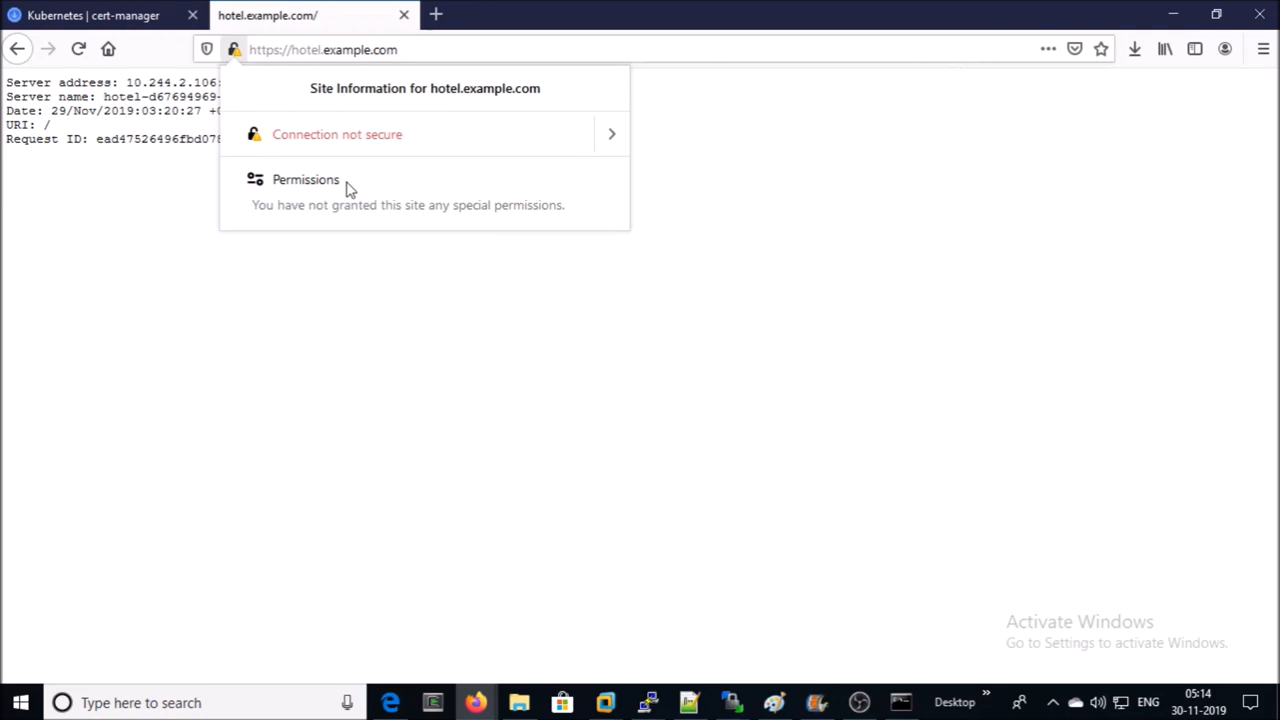 Kubernetes | cert-manager
hotel.example.com/
https://hotel.example.com
Server address: 10.244.2.106:
Server name: hotel-d67694969-
Date: 29/Nov/2019:03:20:27 +0
URI: /
Request ID: ead47526496fbd078
Site Information for hotel.example.com
Connection not secure
Permissions
You have not granted this site any special permissions.
Activate Windows
Go to Settings to activate Windows.
Type here to search
Desktop
ENG
05:14
30-11-2019